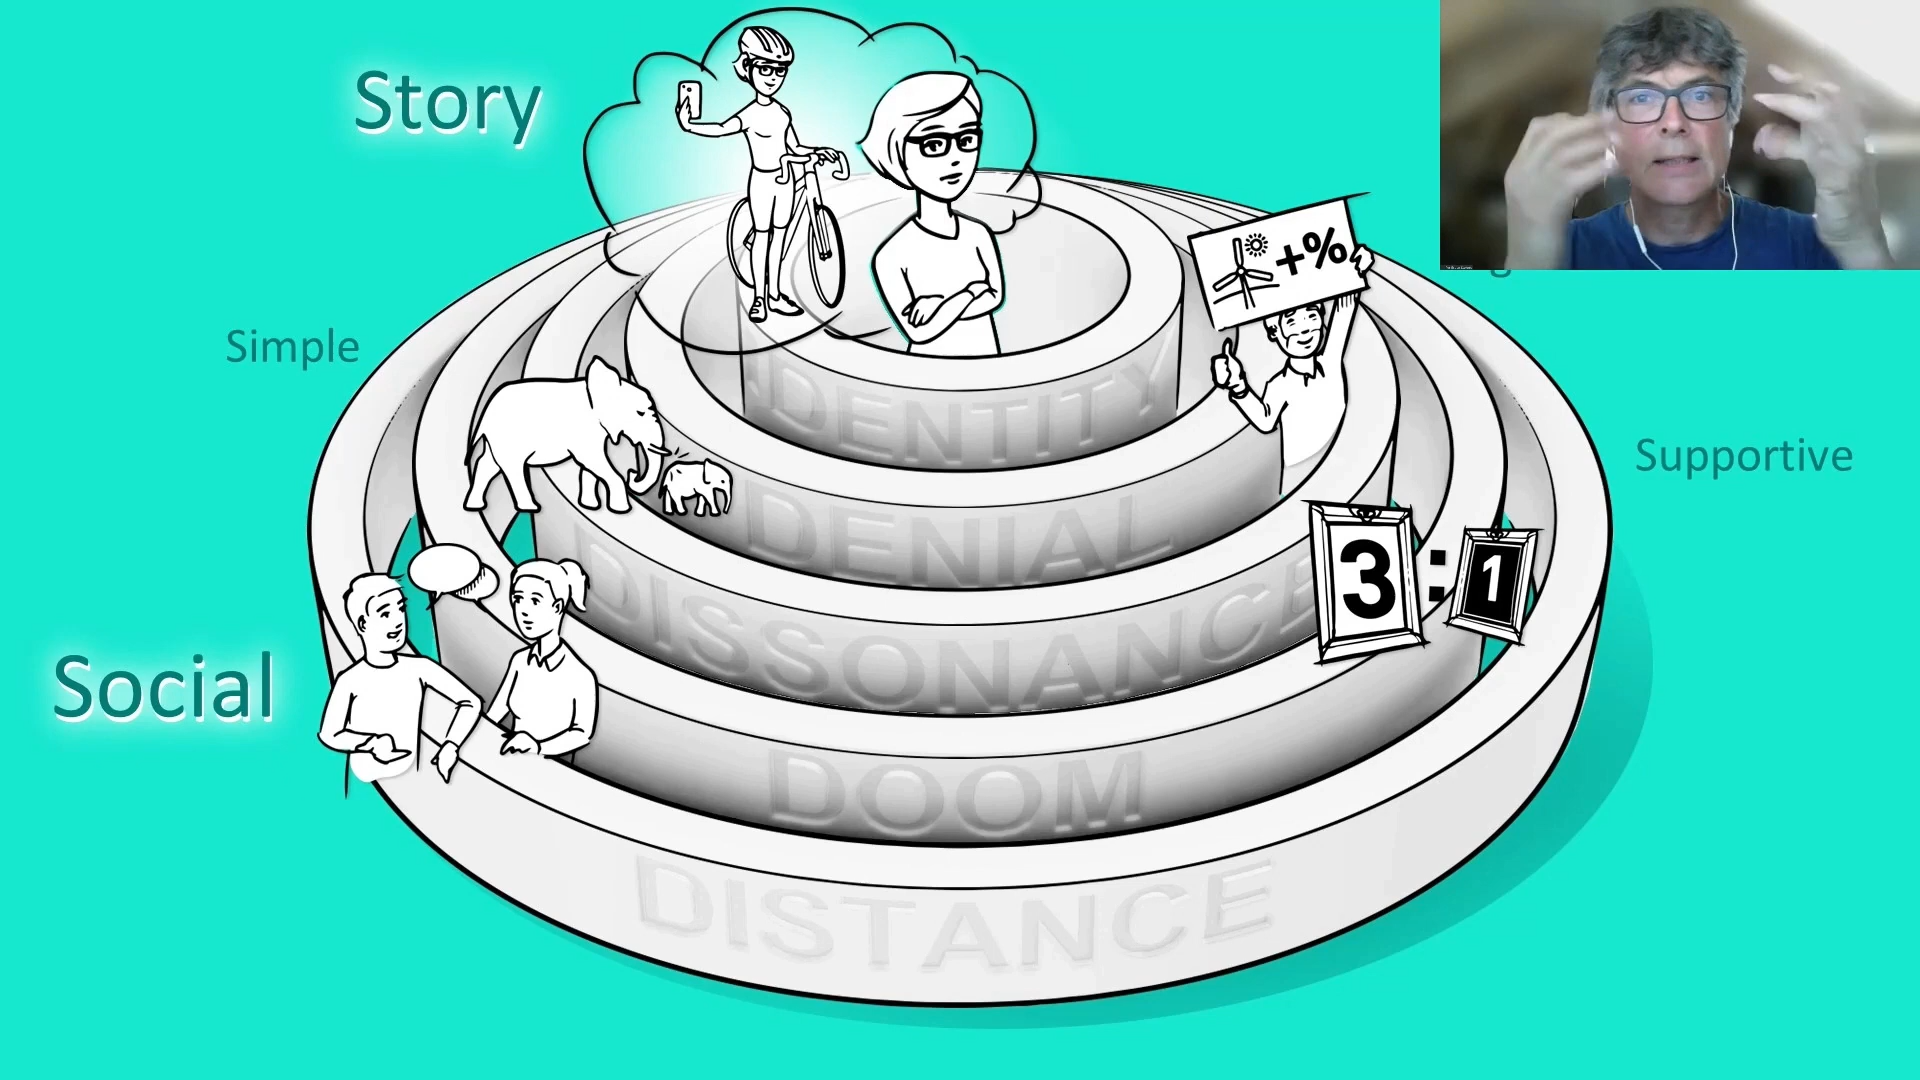 Story
+%
Simple
IDENTITY
Supportive
DENIAL
3:1
DISSONANCE
Social
DOOM
DISTANCE